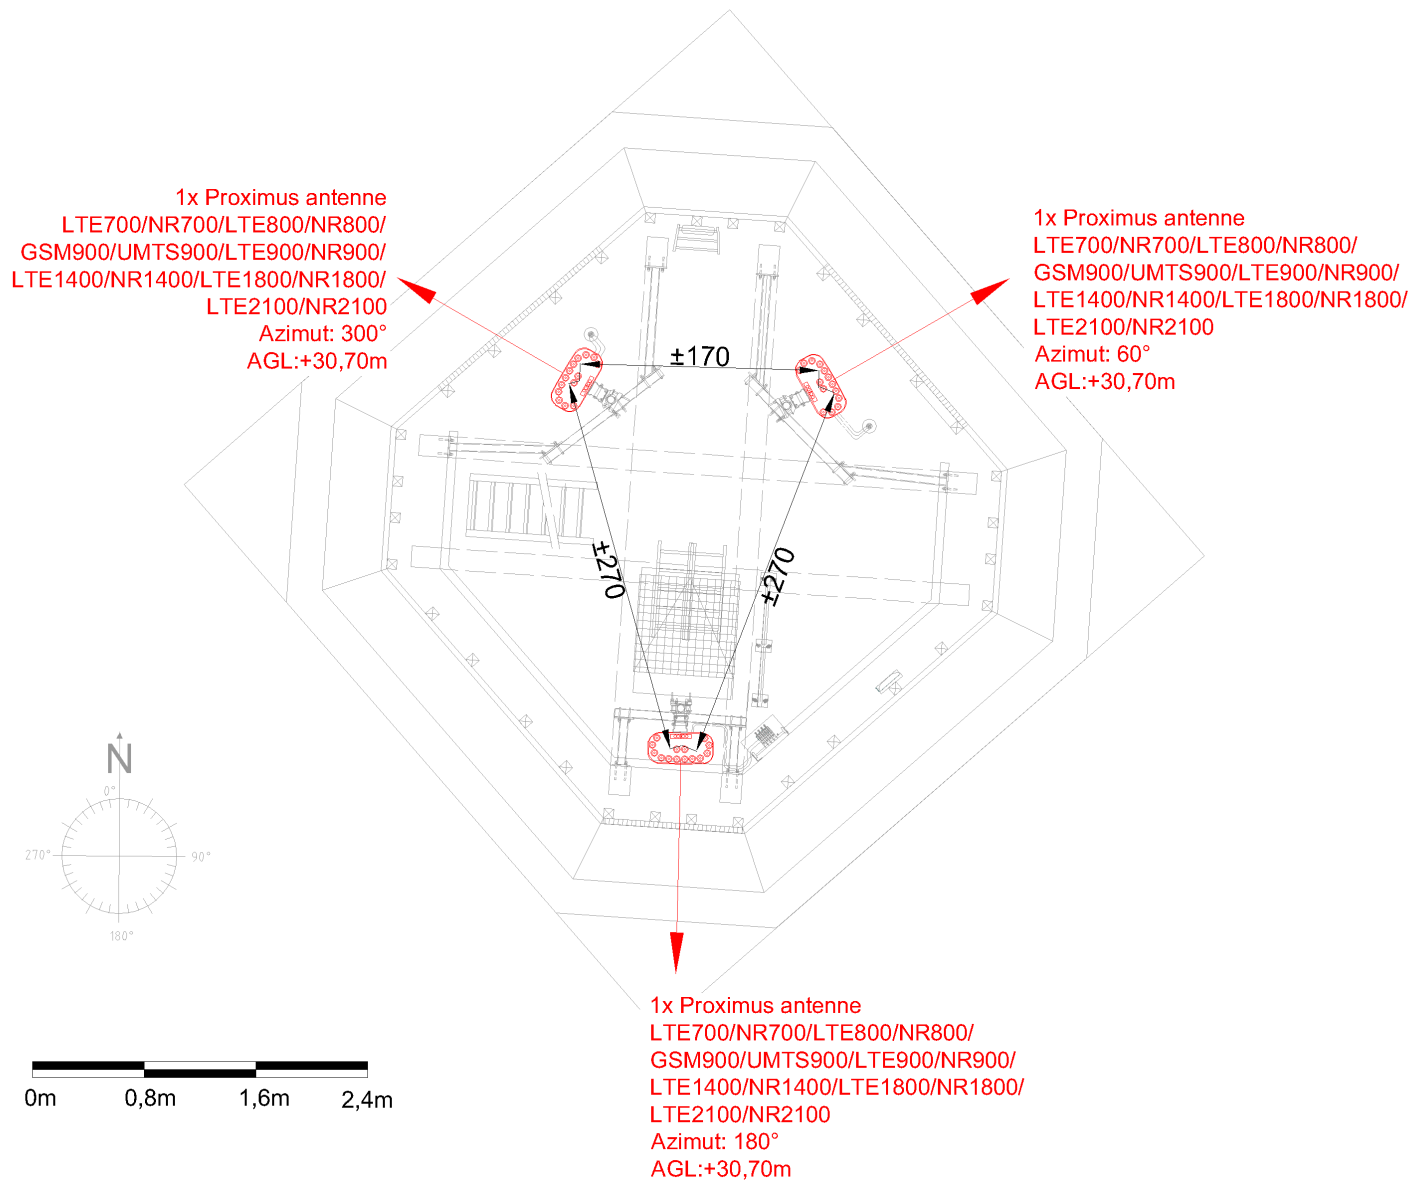 1x Proximus antenne
LTE700/NR700/LTE800/NR800/
GSM900/UMTS900/LTE900/NR900/
LTE1400/NR1400/LTE1800/NR1800/
LTE2100/NR2100
Azimut: 300°
AGL:+30,70m
1x Proximus antenne
LTE700/NR700/LTE800/NR800/
GSM900/UMTS900/LTE900/NR900/
LTE1400/NR1400/LTE1800/NR1800/
LTE2100/NR2100
Azimut: 60°
AGL:+30,70m
±170
±270
±270
N
0°
270°
90°
180°
1x Proximus antenne
LTE700/NR700/LTE800/NR800/
GSM900/UMTS900/LTE900/NR900/
LTE1400/NR1400/LTE1800/NR1800/
LTE2100/NR2100
Azimut: 180°
AGL:+30,70m
0m 0,8m 1,6m 2,4m